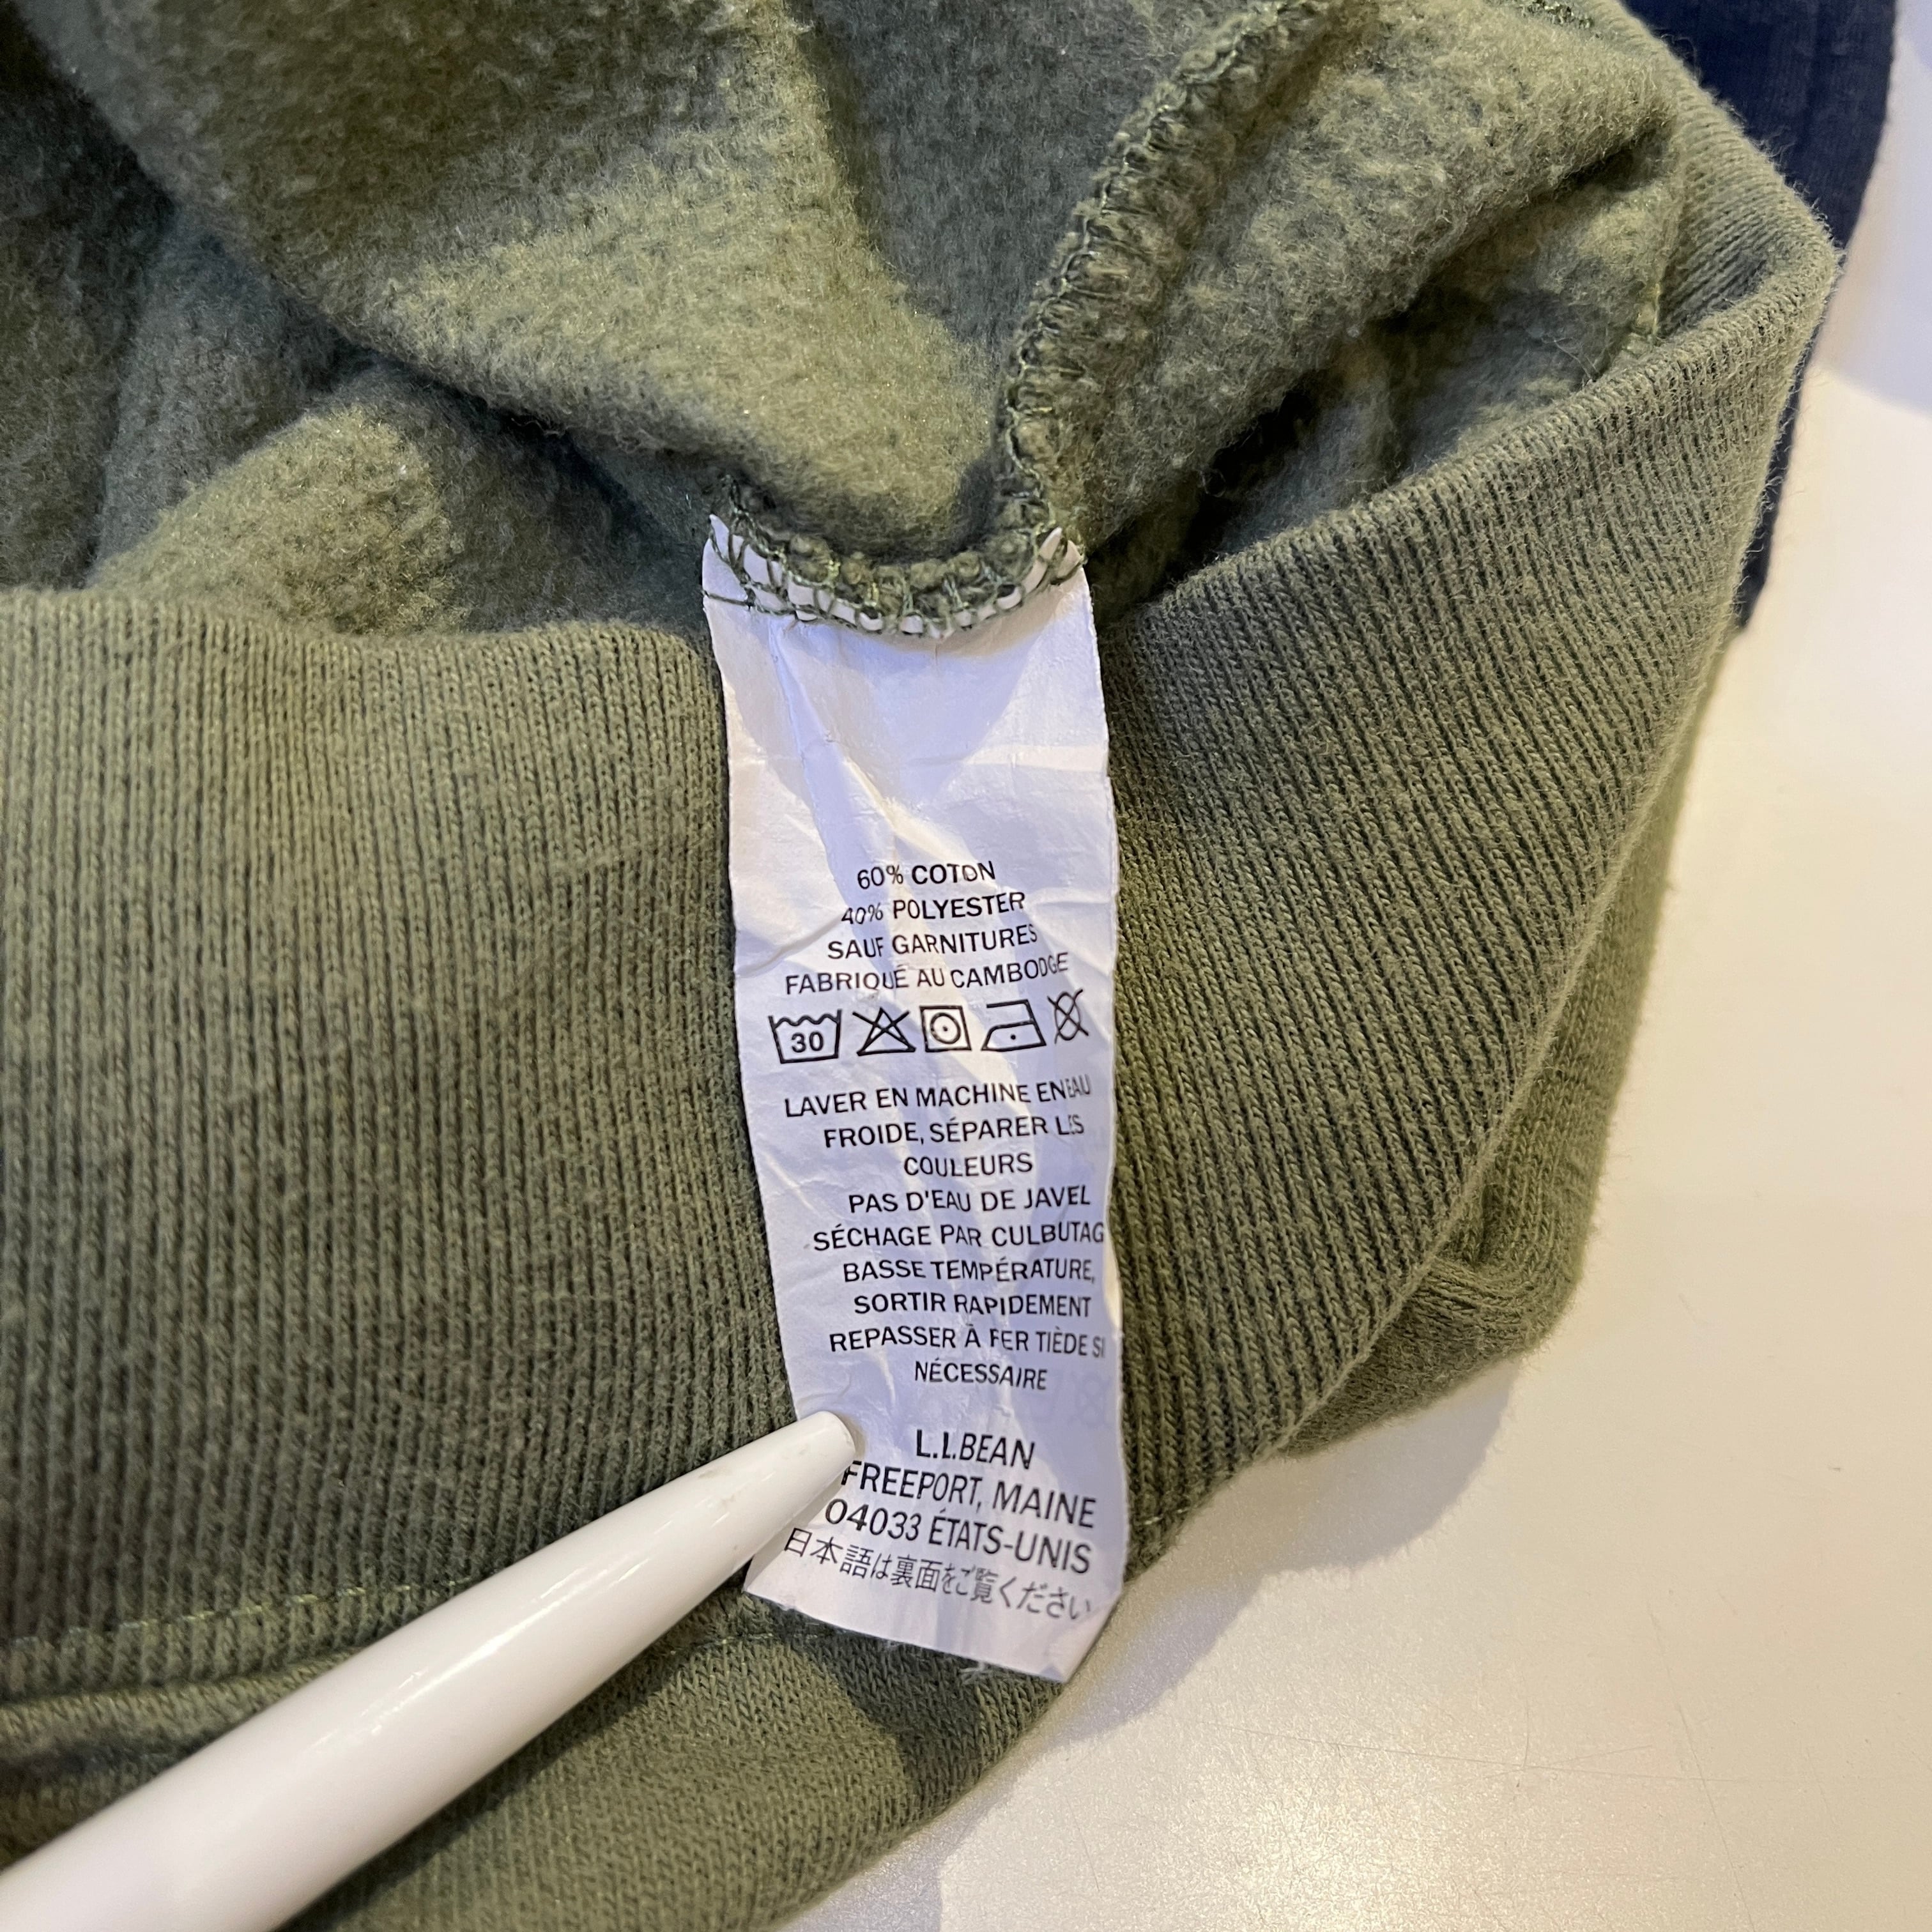 60% COTON
40% POLYESTER
SAUF GARNITURES
FABRIQUÉ AU CAMBODGE
30
LAVER EN MACHINE EN EAU
FROIDE, SÉPARER LES
COULEURS
PAS D'EAU DE JAVEL
SÉCHAGE PAR CULBUTAG
BASSE TEMPÉRATURE,
SORTIR RAPIDEMENT
REPASSER À FER TIÈDE SI
NÉCESSAIRE
L.L.BEAN
FREEPORT, MAINE
04033 ÉTATS-UNIS
日本語は裏面をご覧ください